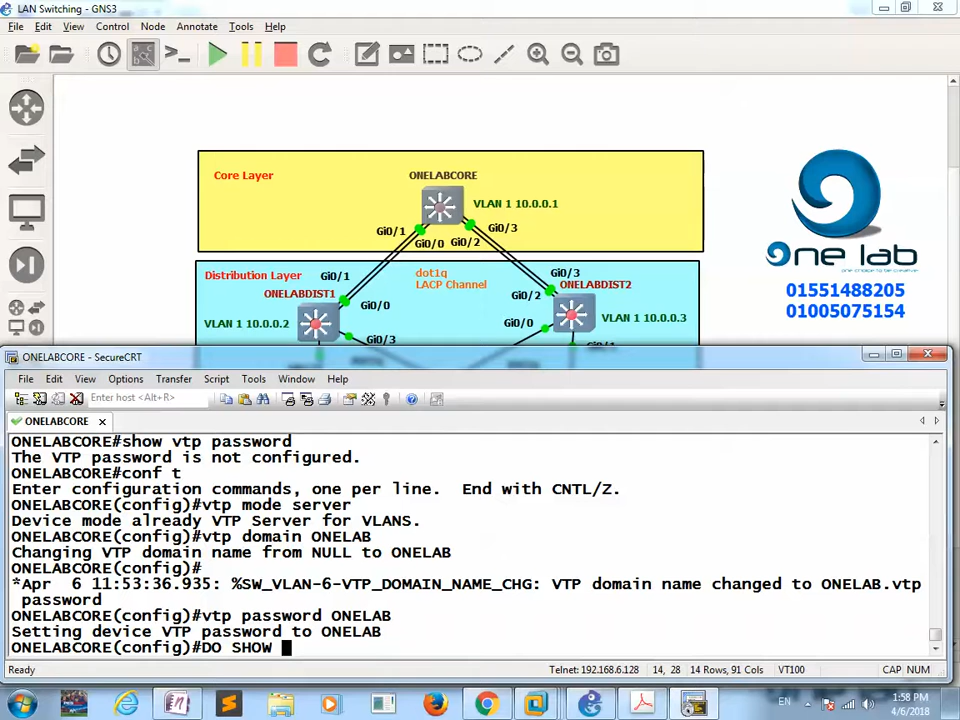 LAN Switching - GNS3
File Edit View Control Node Annotate Tools Help
Core Layer
ONELABCORE
VLAN 1 10.0.0.1
Gi0/1
Gi0/3
Gi0/0 Gi0/2
Distribution Layer
Gi0/1
dot1q
LACP Channel
Gi0/3
ONELABDIST1
ONELABDIST2
Gi0/0
Gi0/2
VLAN 1 10.0.0.2
Gi0/0
VLAN 1 10.0.0.3
Gi0/3
Gi0/1
one lab
01551488205
01005075154
ONELABCORE - SecureCRT
File Edit View Options Transfer Script Tools Window Help
Enter host <Alt+R>
ONELABCORE
ONELABCORE#show vtp password
The VTP password is not configured.
ONELABCORE#conf t
Enter configuration commands, one per line.  End with CNTL/Z.
ONELABCORE(config)#vtp mode server
Device mode already VTP Server for VLANS.
ONELABCORE(config)#vtp domain ONELAB
Changing VTP domain name from NULL to ONELAB
ONELABCORE(config)#
*Apr  6 11:53:36.935: %SW_VLAN-6-VTP_DOMAIN_NAME_CHG: VTP domain name changed to ONELAB.vtp
 password
ONELABCORE(config)#vtp password ONELAB
Setting device VTP password to ONELAB
ONELABCORE(config)#DO SHOW
Ready
Telnet: 192.168.6.128 14, 28 14 Rows, 91 Cols VT100 CAP NUM
EN
1:58 PM
4/6/2018